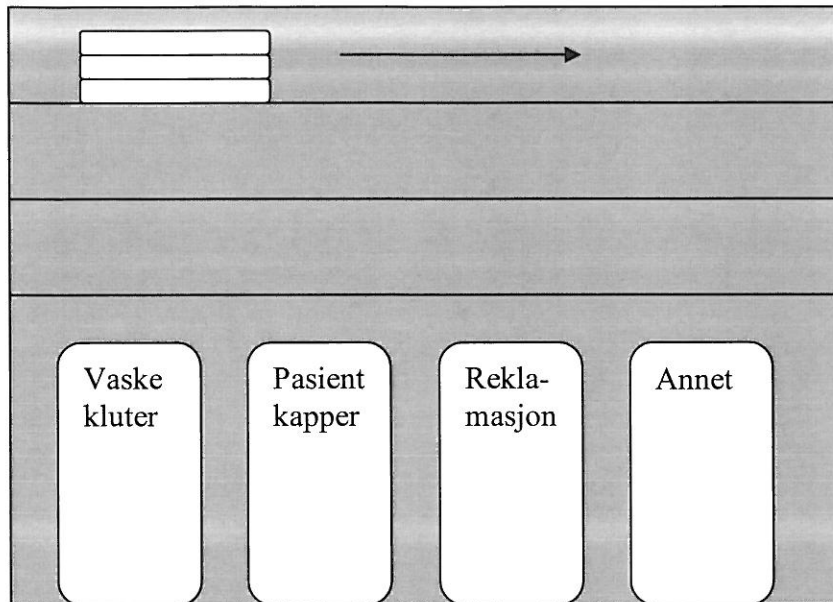 Vaske
kluter
Pasient
kapper
Rekla-
masjon
Annet